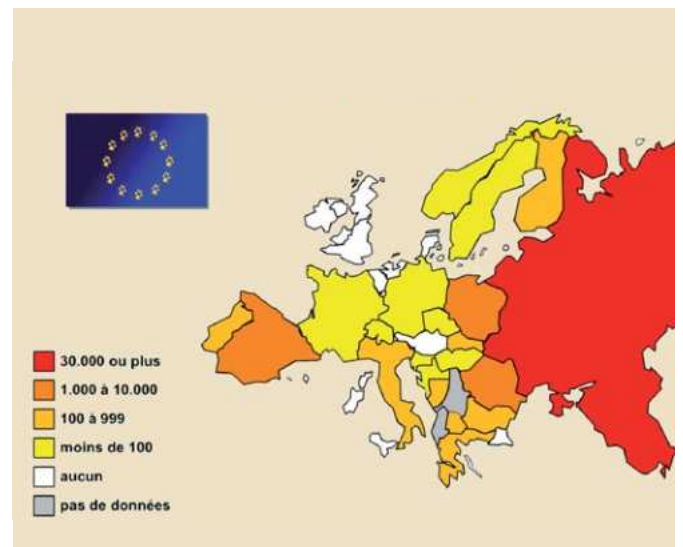 30.000 ou plus
1.000 à 10.000
100 à 999
moins de 100
aucun
pas de données